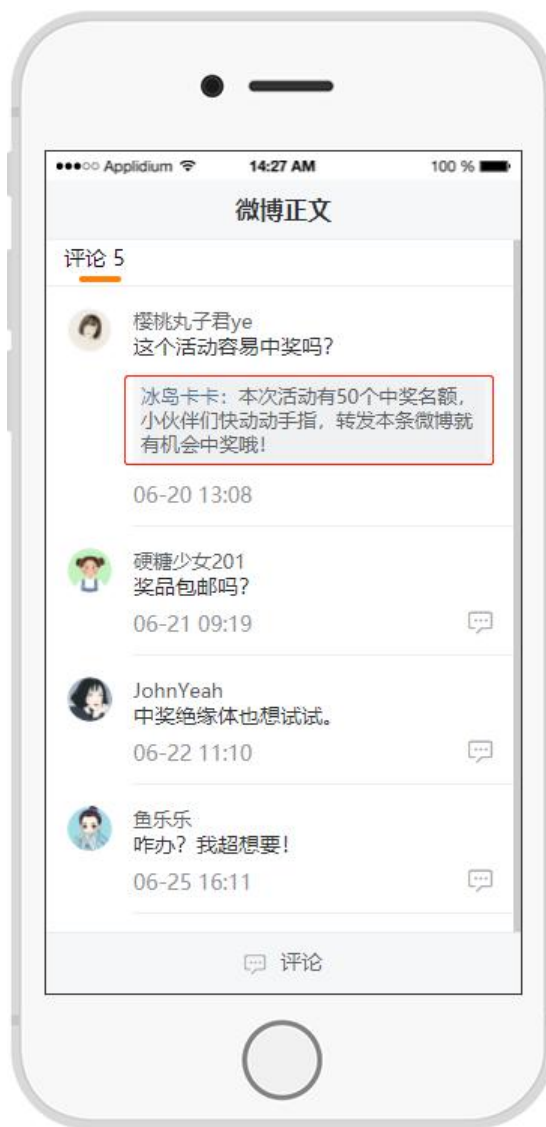 ●●●○○ Applidium 14:27 AM 100 %
微博正文
评论 5
樱桃丸子君ye
这个活动容易中奖吗?
冰岛卡卡：本次活动有50个中奖名额，
小伙伴们快动动手指，转发本条微博就
有机会中奖哦!
06-20 13:08
硬糖少女201
奖品包邮吗?
06-21 09:19
JohnYeah
中奖绝缘体也想试试。
06-22 11:10
鱼乐乐
咋办？我超想要!
06-25 16:11
评论